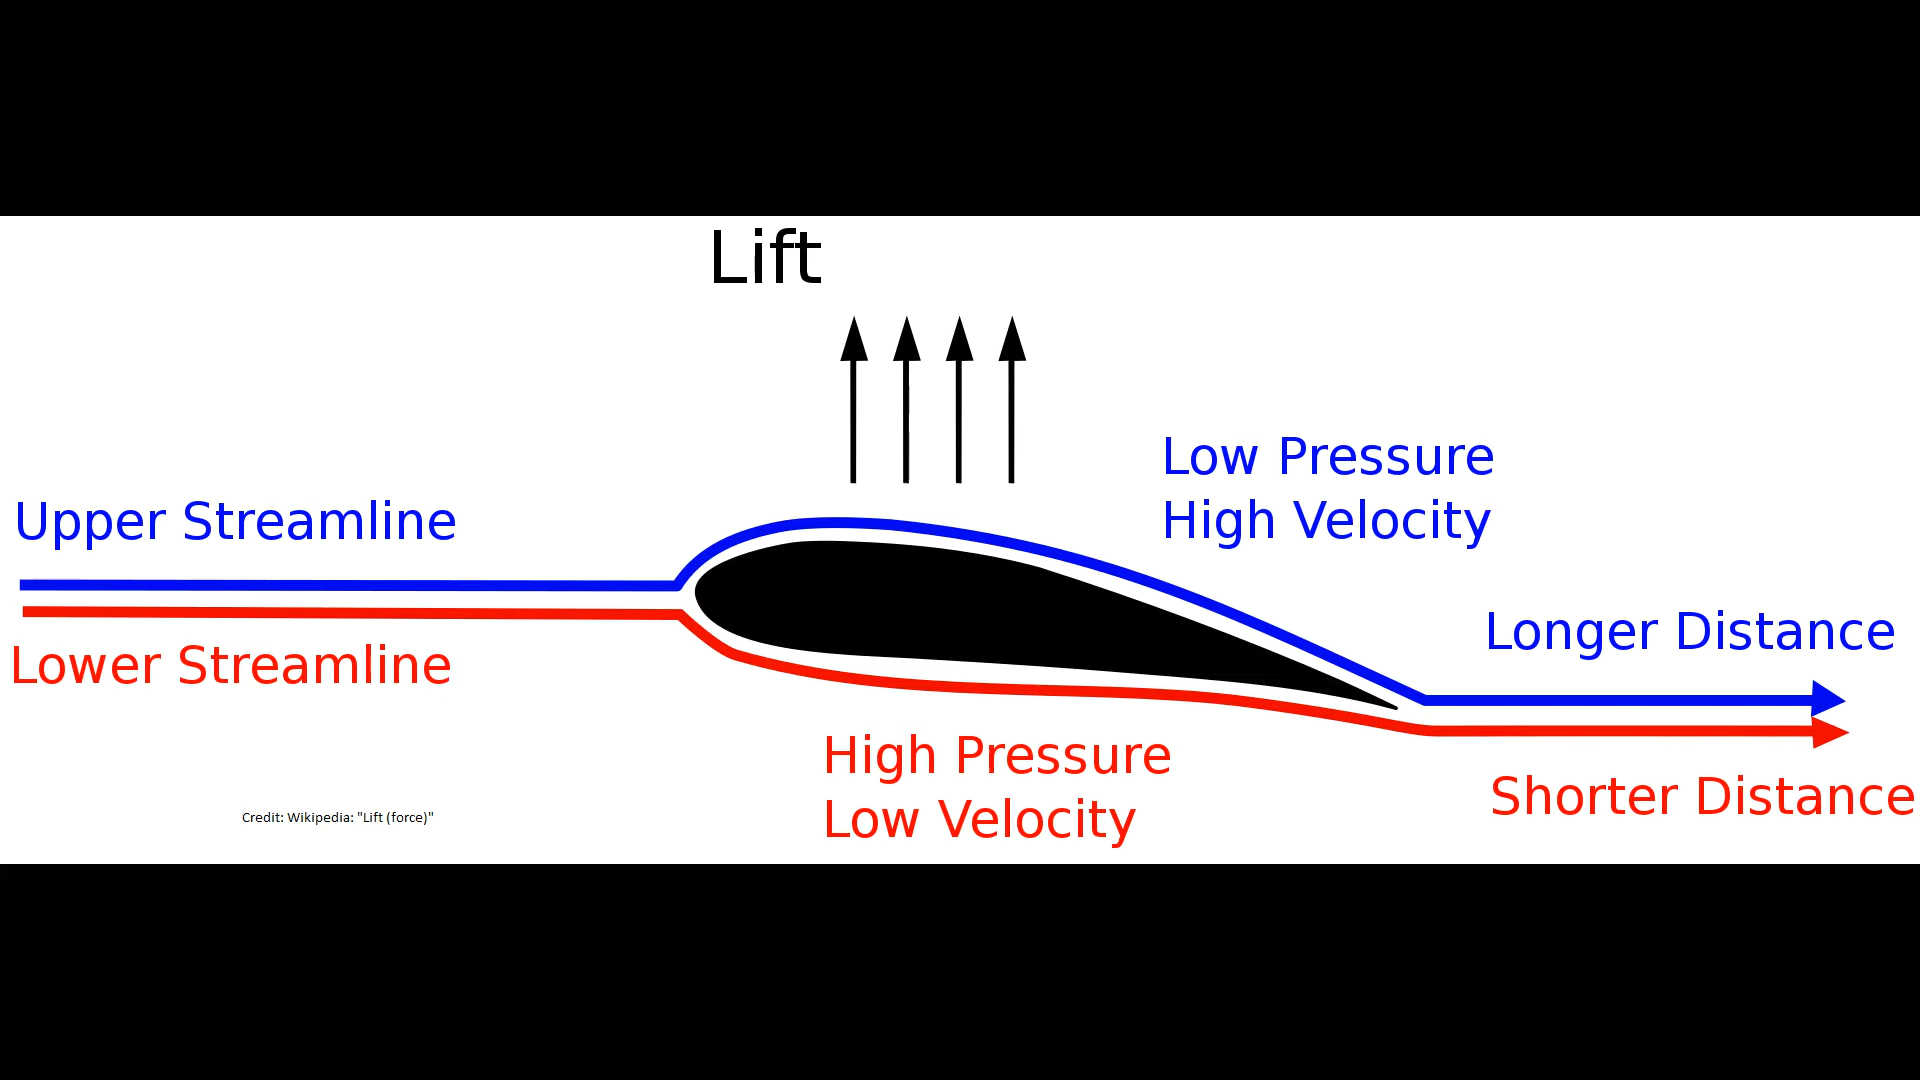 Lift
Low Pressure
High Velocity
Upper Streamline
Longer Distance
Lower Streamline
High Pressure
Low Velocity
Shorter Distance
Credit: Wikipedia: "Lift (force)"